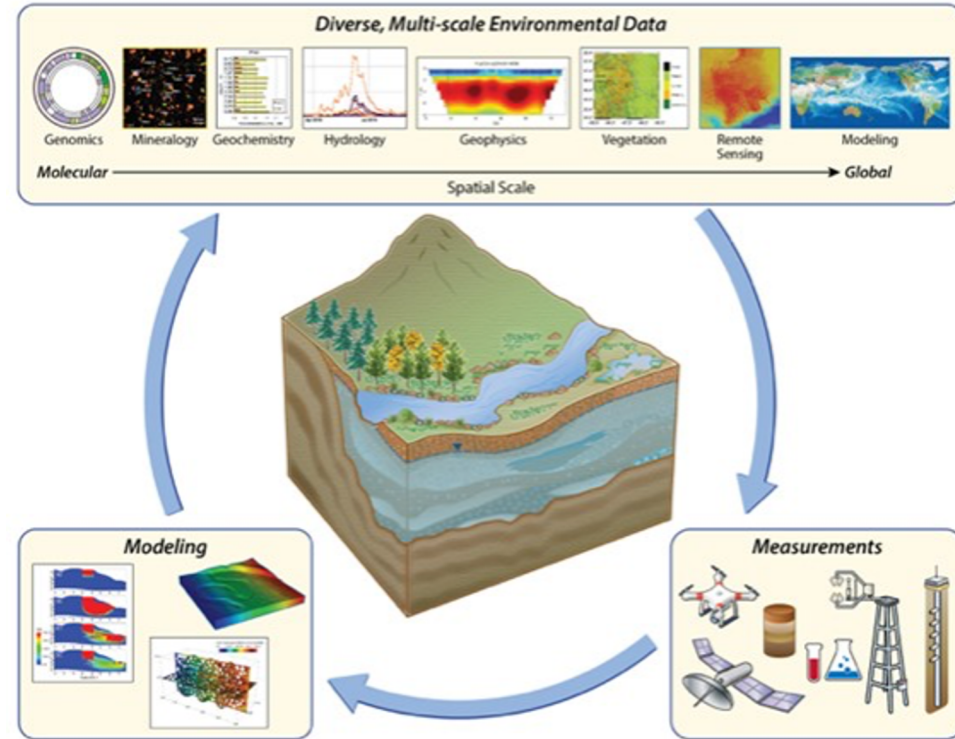 Diverse, Multi-scale Environmental Data
Genomics
Mineralogy
Geochemistry
Hydrology
Geophysics
Vegetation
Remote
Sensing
Modeling
Molecular
Global
Spatial Scale
Modeling
Measurements